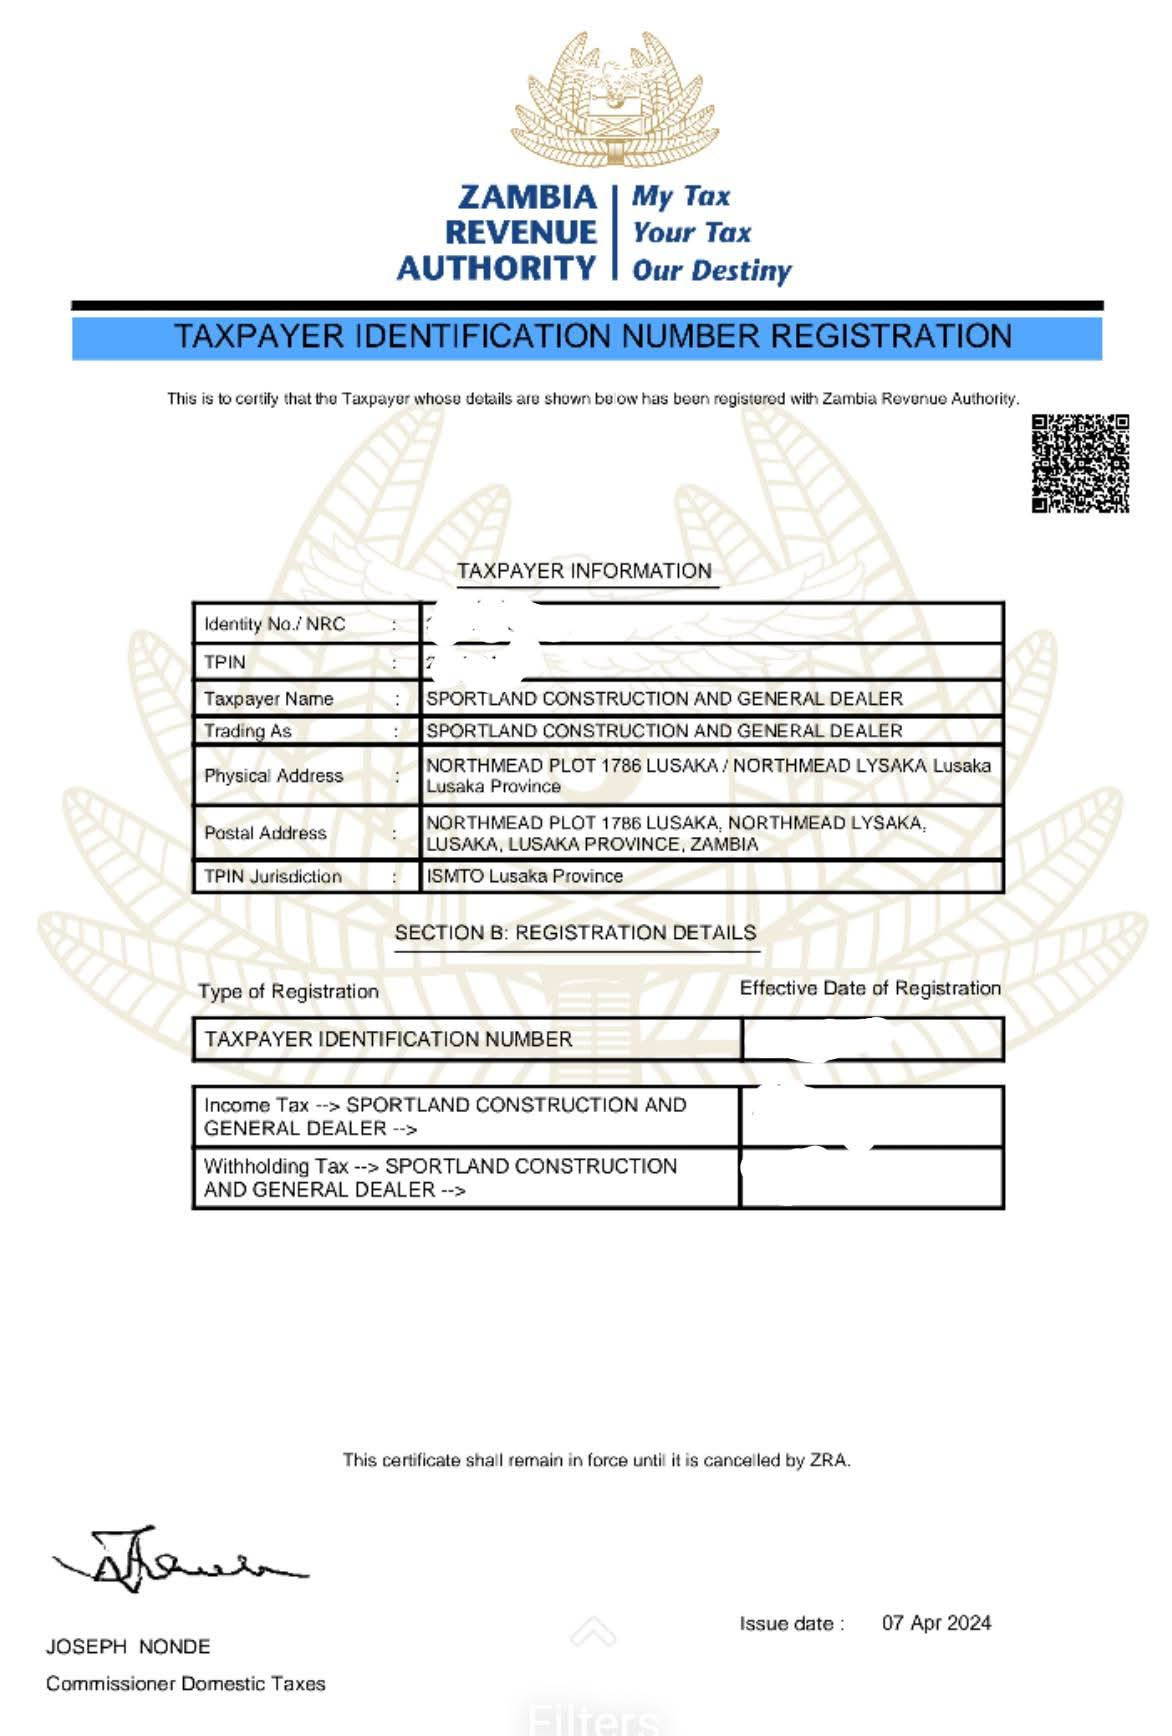 ZAMBIA
REVENUE
AUTHORITY
My Tax
Your Tax
Our Destiny
TAXPAYER IDENTIFICATION NUMBER REGISTRATION
This is to certify that the Taxpayer whose details are shown below has been registered with Zambia Revenue Authority.
TAXPAYER INFORMATION
Identity No./ NRC :
TPIN :
Taxpayer Name : SPORTLAND CONSTRUCTION AND GENERAL DEALER
Trading As : SPORTLAND CONSTRUCTION AND GENERAL DEALER
Physical Address : NORTHMEAD PLOT 1786 LUSAKA / NORTHMEAD LYSAKA Lusaka
Lusaka Province
Postal Address : NORTHMEAD PLOT 1786 LUSAKA, NORTHMEAD LYSAKA,
LUSAKA, LUSAKA PROVINCE, ZAMBIA
TPIN Jurisdiction : ISMTO Lusaka Province
SECTION B: REGISTRATION DETAILS
Type of Registration Effective Date of Registration
TAXPAYER IDENTIFICATION NUMBER
Income Tax --> SPORTLAND CONSTRUCTION AND
GENERAL DEALER -->
Withholding Tax --> SPORTLAND CONSTRUCTION
AND GENERAL DEALER -->
This certificate shall remain in force until it is cancelled by ZRA.
Issue date : 07 Apr 2024
JOSEPH NONDE
Commissioner Domestic Taxes
Filters